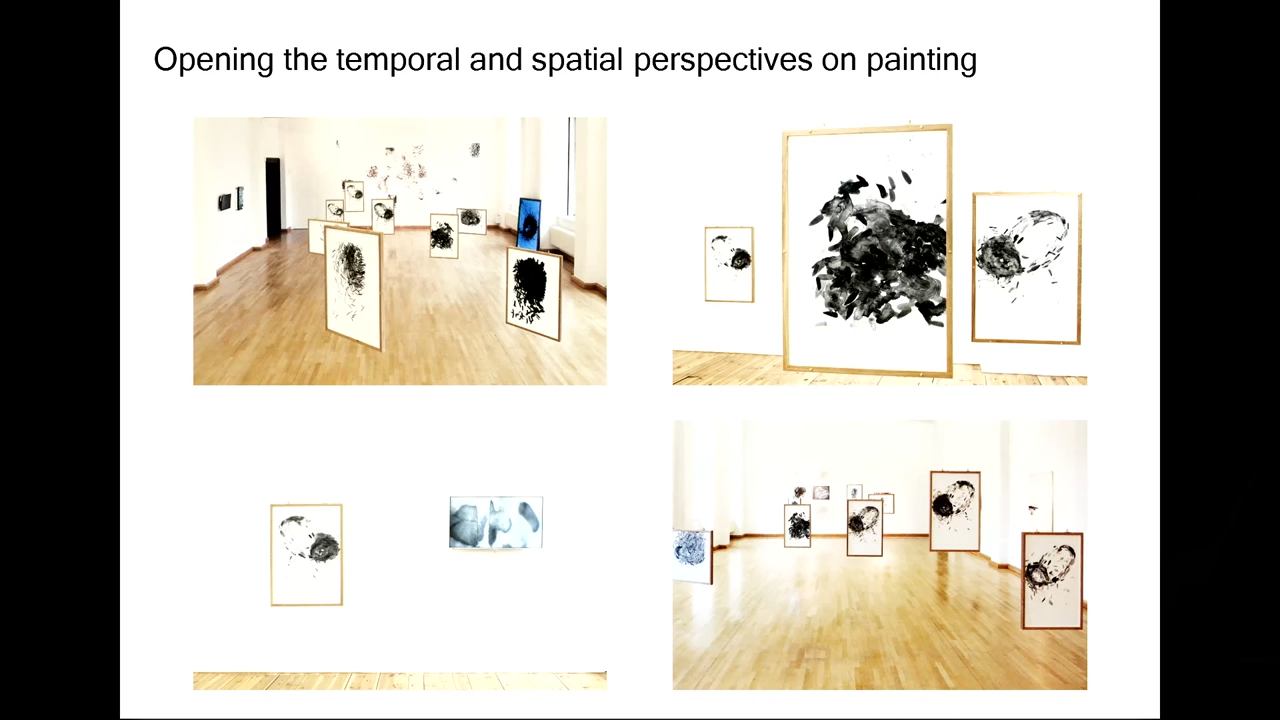 Opening the temporal and spatial perspectives on painting